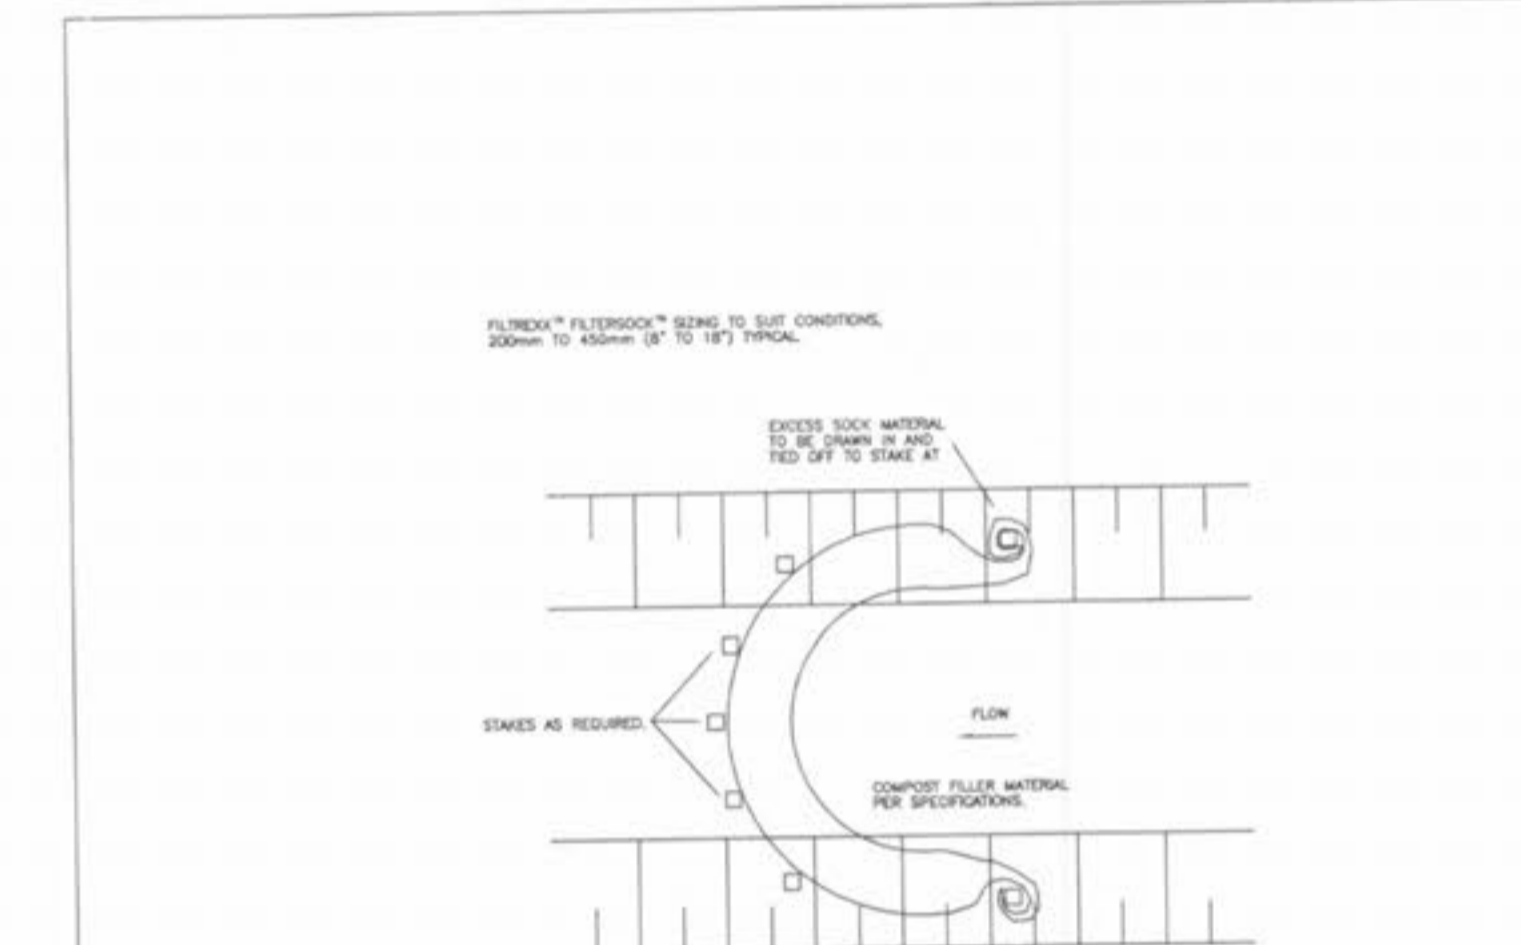 FILTREXX™ FILTERSOCK™ SIZING TO SUIT CONDITIONS,
200mm TO 450mm (8" TO 18") TYPICAL
EXCESS SOCK MATERIAL
TO BE DRAWN IN AND
TIED OFF TO STAKE AT
STAKES AS REQUIRED.
FLOW
COMPOST FILLER MATERIAL
PER SPECIFICATIONS.